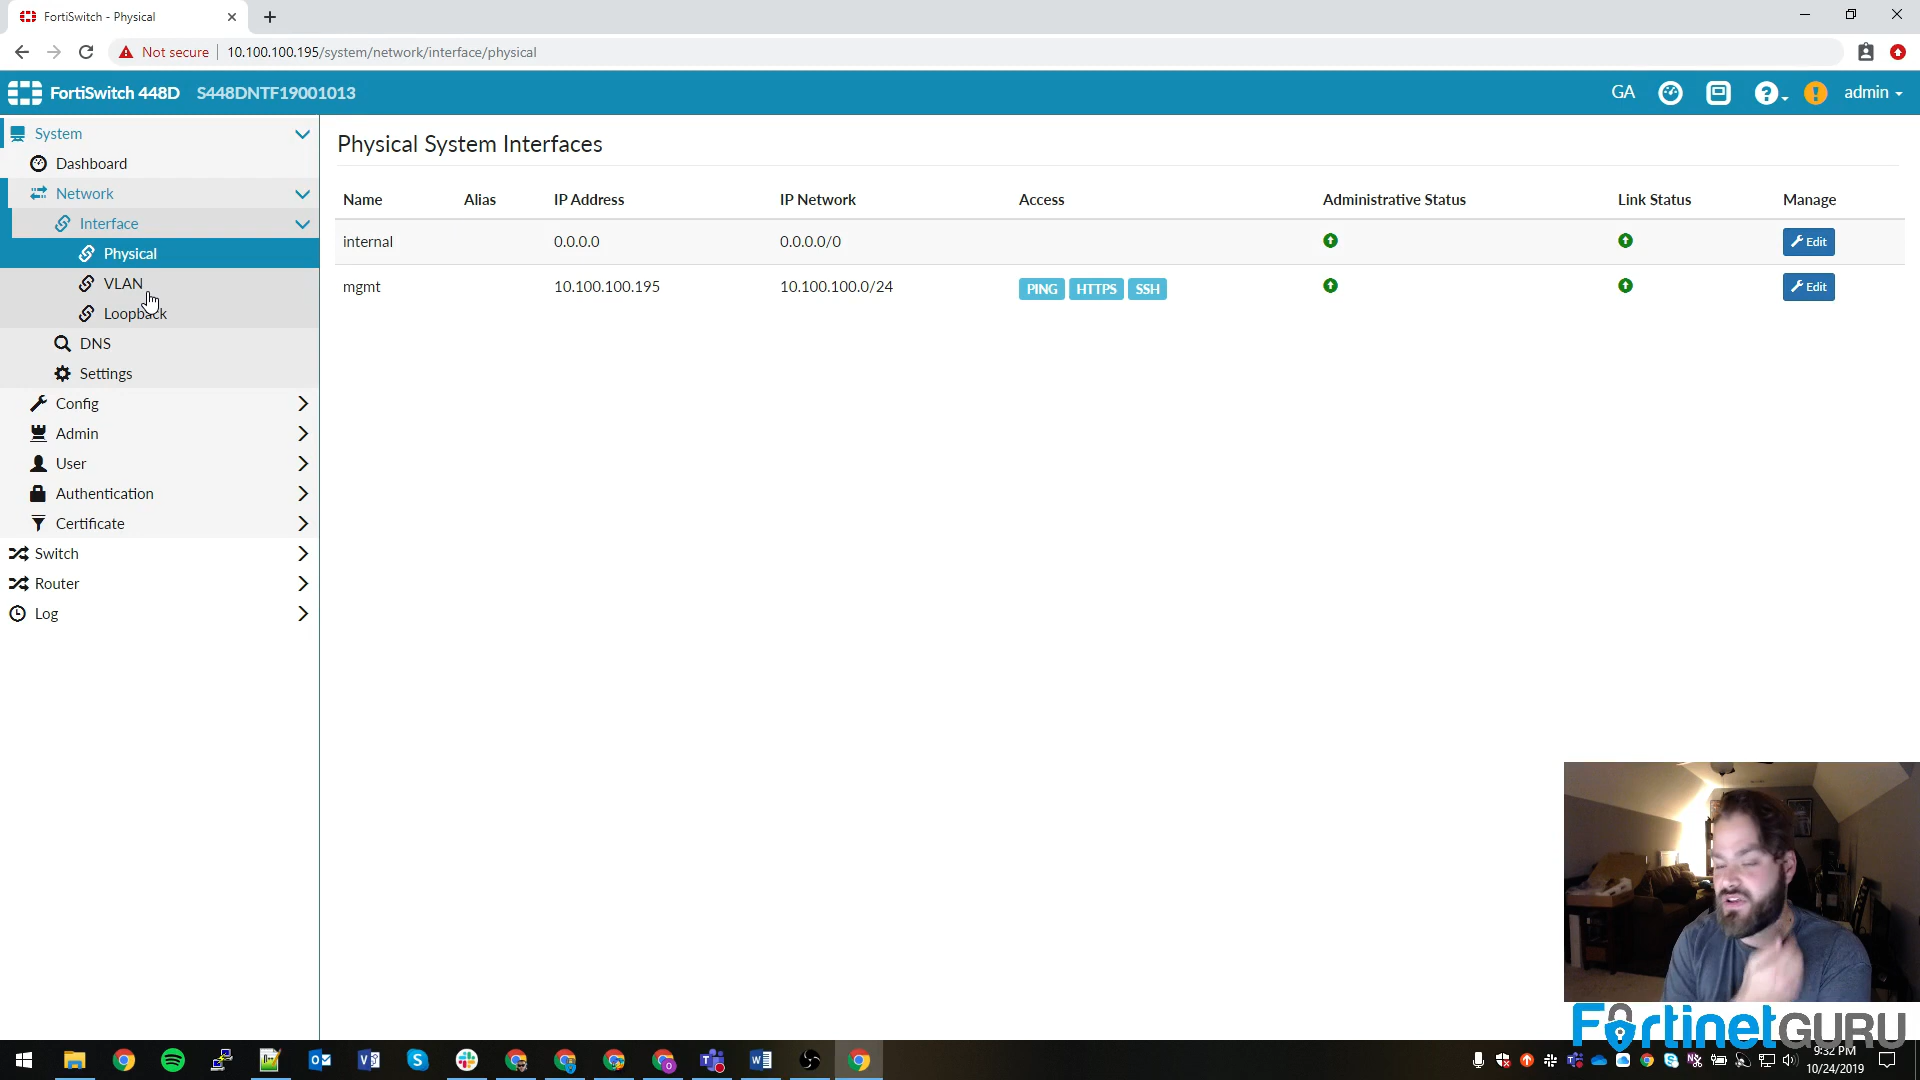 FortiSwitch - Physical
Not secure
10.100.100.195/system/network/interface/physical
FortiSwitch 448D S448DNTF19001013
GA
admin
System
Dashboard
Network
Interface
Physical
VLAN
Loopback
DNS
Settings
Config
Admin
User
Authentication
Certificate
Switch
Router
Log
Physical System Interfaces
Name Alias IP Address IP Network Access Administrative Status Link Status Manage
internal 0.0.0.0 0.0.0.0/0 Edit
mgmt 10.100.100.195 10.100.100.0/24 PING HTTPS SSH Edit
FortinetGURU
9:32 PM
10/24/2019